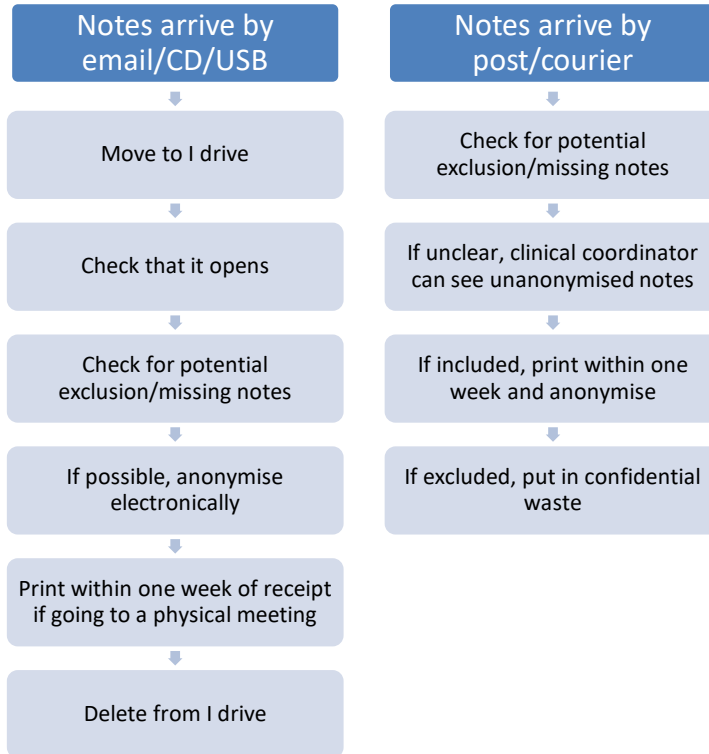 Notes arrive by
email/CD/USB
Move to I drive
Check that it opens
Check for potential
exclusion/missing notes
If possible, anonymise
electronically
Print within one week of receipt
if going to a physical meeting
Delete from I drive
Notes arrive by
post/courier
Check for potential
exclusion/missing notes
If unclear, clinical coordinator
can see unanonymised notes
If included, print within one
week and anonymise
If excluded, put in confidential
waste